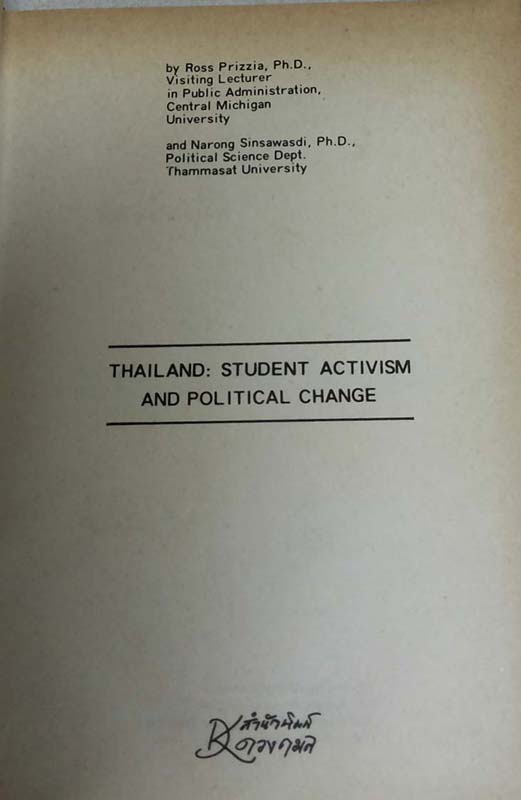 by Ross Prizzia, Ph.D.,
Visiting Lecturer
in Public Administration,
Central Michigan
University
and Narong Sinsawasdi, Ph.D.,
Political Science Dept.
Thammasat University
THAILAND: STUDENT ACTIVISM
AND POLITICAL CHANGE
DK สำนักพิมพ์
ดวงกมล